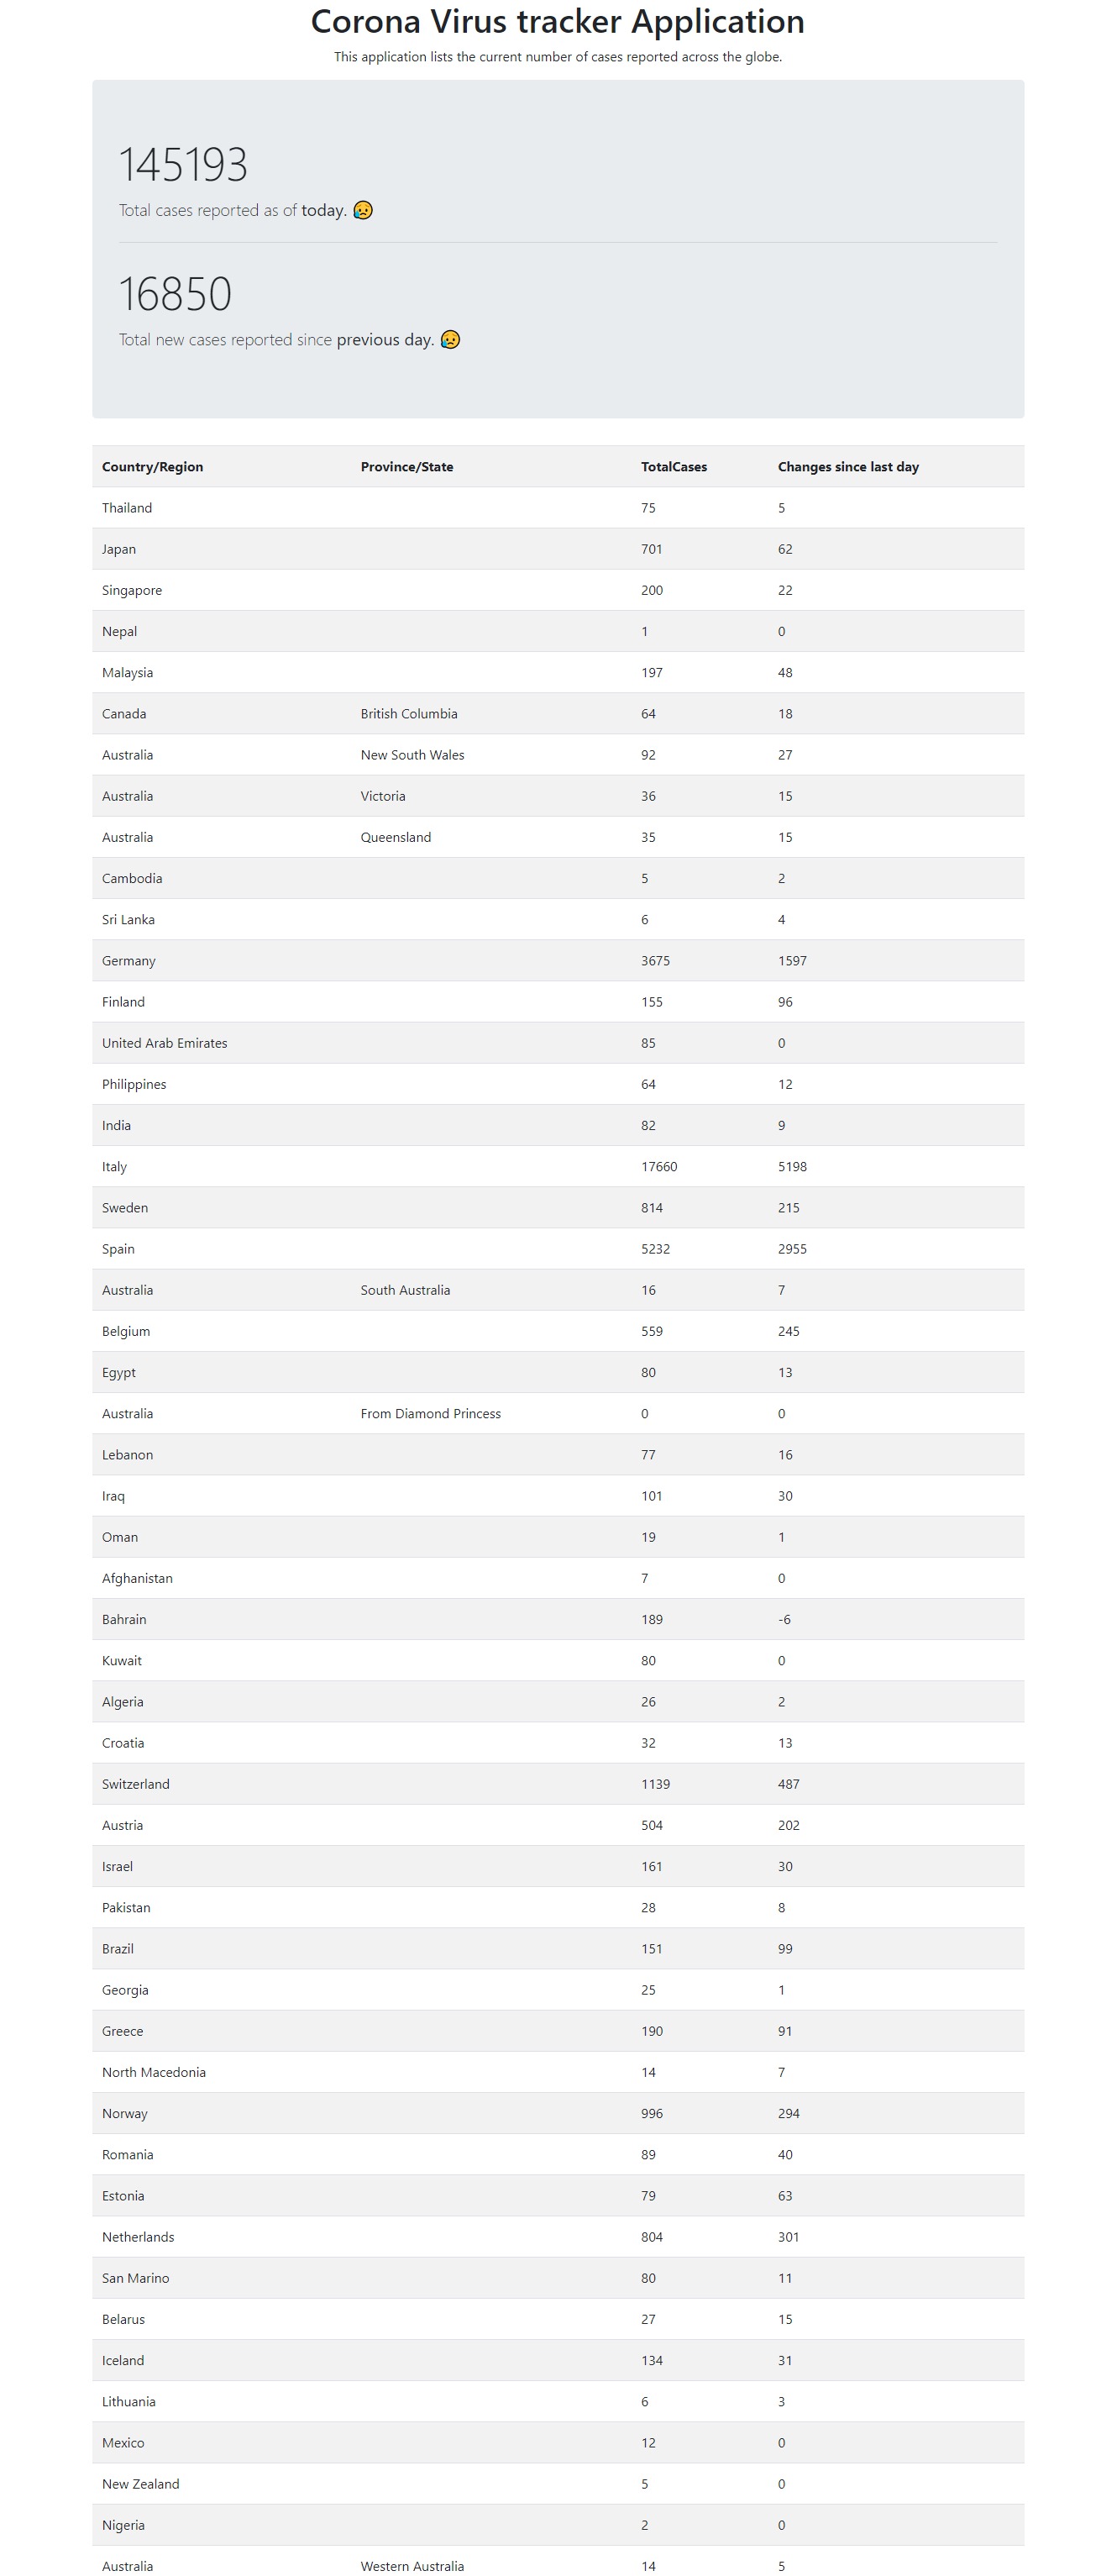 Corona Virus tracker Application
This application lists the current number of cases reported across the globe.
145193
Total cases reported as of today. 😥
16850
Total new cases reported since previous day. 😥
Country/Region Province/State TotalCases Changes since last day
Thailand 75 5
Japan 701 62
Singapore 200 22
Nepal 1 0
Malaysia 197 48
Canada British Columbia 64 18
Australia New South Wales 92 27
Australia Victoria 36 15
Australia Queensland 35 15
Cambodia 5 2
Sri Lanka 6 4
Germany 3675 1597
Finland 155 96
United Arab Emirates 85 0
Philippines 64 12
India 82 9
Italy 17660 5198
Sweden 814 215
Spain 5232 2955
Australia South Australia 16 7
Belgium 559 245
Egypt 80 13
Australia From Diamond Princess 0 0
Lebanon 77 16
Iraq 101 30
Oman 19 1
Afghanistan 7 0
Bahrain 189 -6
Kuwait 80 0
Algeria 26 2
Croatia 32 13
Switzerland 1139 487
Austria 504 202
Israel 161 30
Pakistan 28 8
Brazil 151 99
Georgia 25 1
Greece 190 91
North Macedonia 14 7
Norway 996 294
Romania 89 40
Estonia 79 63
Netherlands 804 301
San Marino 80 11
Belarus 27 15
Iceland 134 31
Lithuania 6 3
Mexico 12 0
New Zealand 5 0
Nigeria 2 0
Australia Western Australia 14 5